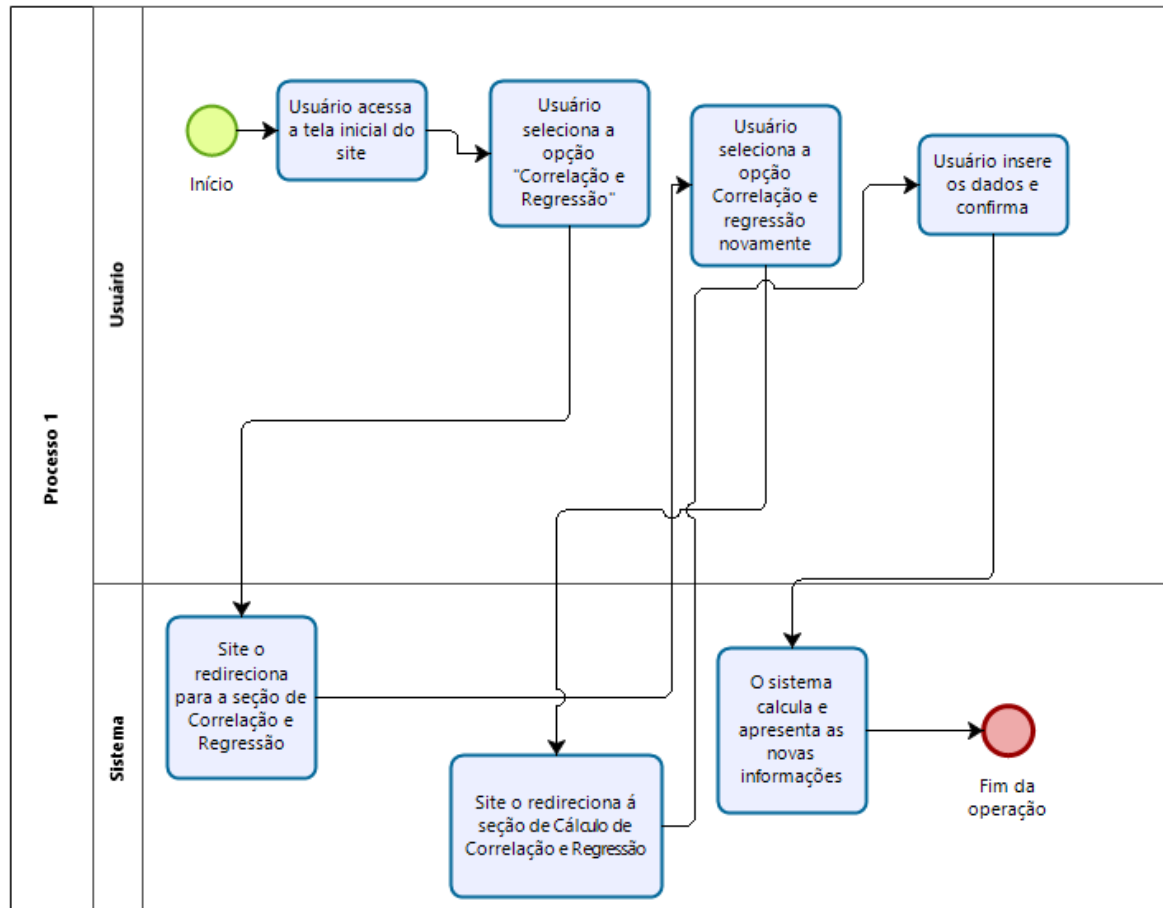 Processo 1
Usuário
Início
Usuário acessa
a tela inicial do
site
Usuário
seleciona a
opção
"Correlação e
Regressão"
Usuário
seleciona a
opção
Correlação e
regressão
novamente
Usuário insere
os dados e
confirma
Sistema
Site o
redireciona
para a seção de
Correlação e
Regressão
Site o redireciona á
seção de Cálculo de
Correlação e Regressão
O sistema
calcula e
apresenta as
novas
informações
Fim da
operação